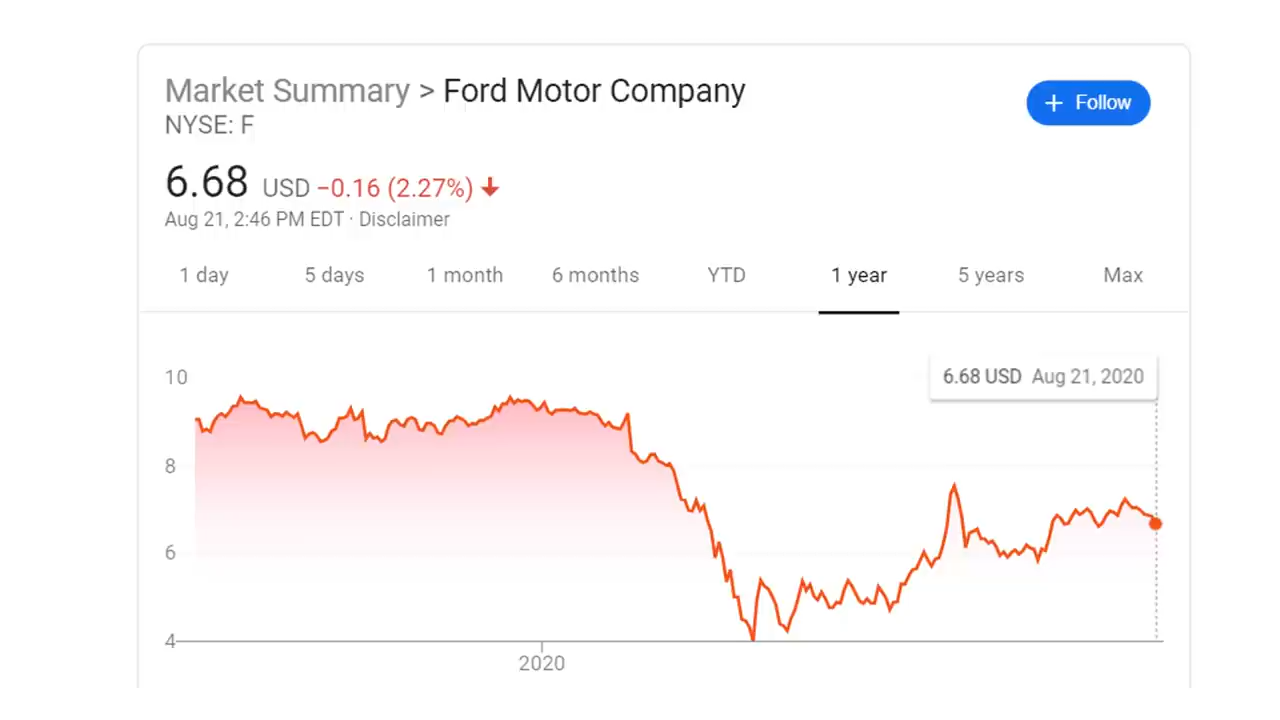 Market Summary > Ford Motor Company
+ Follow
NYSE: F
6.68 USD −0.16 (2.27%) ↓
Aug 21, 2:46 PM EDT · Disclaimer
1 day 5 days 1 month 6 months YTD 1 year 5 years Max
6.68 USD Aug 21, 2020
10
8
6
4
2020